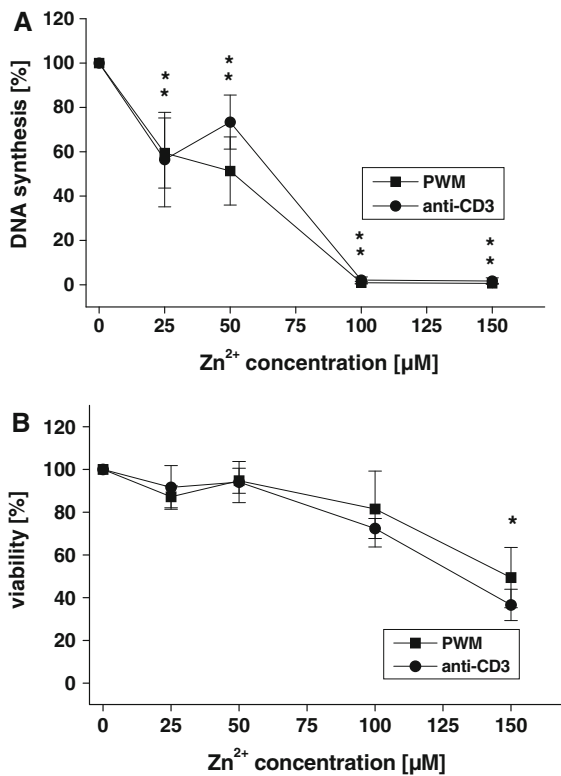 A
DNA synthesis [%]
120
100
80
60
40
20
0
* * * *
* * * *
PWM
anti-CD3
0 25 50 75 100 125 150
Zn²⁺ concentration [µM]
B
viability [%]
120
100
80
60
40
20
0
*
PWM
anti-CD3
0 25 50 75 100 125 150
Zn²⁺ concentration [µM]